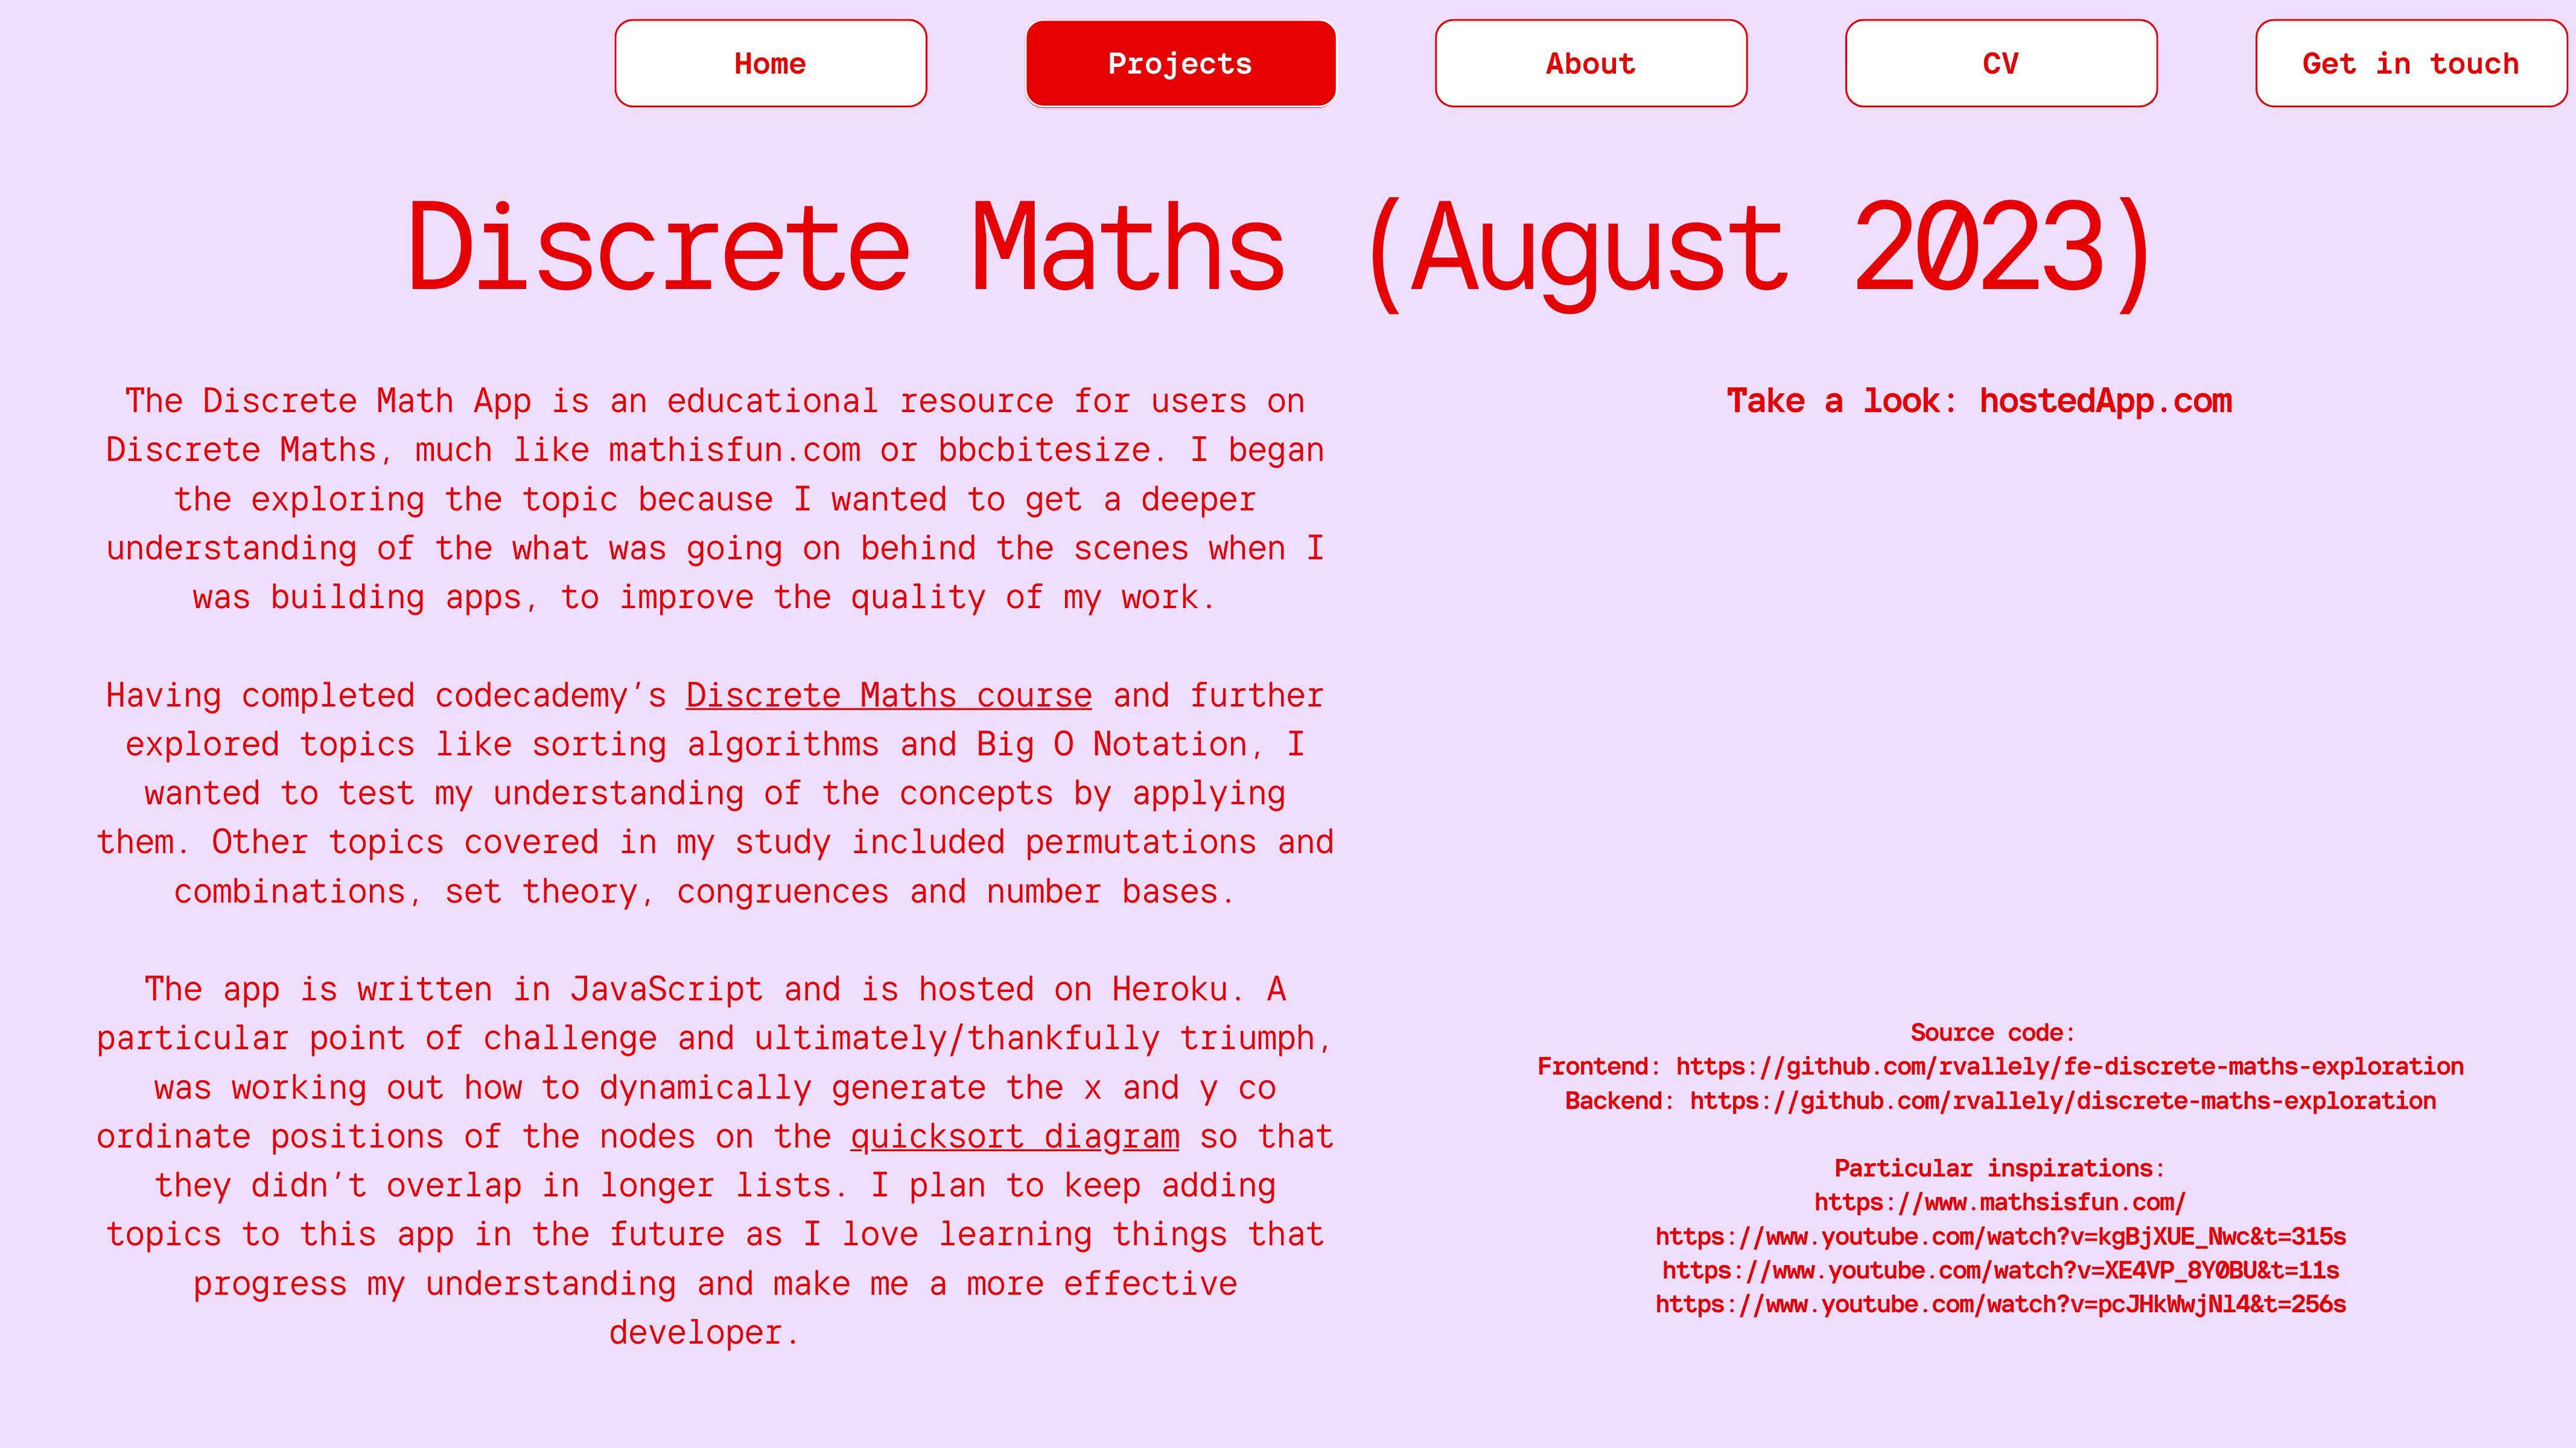 Home
Projects
About
CV
Get in touch
Discrete Maths (August 2023)
The Discrete Math App is an educational resource for users on
Discrete Maths, much like mathisfun.com or bbcbitesize. I began
the exploring the topic because I wanted to get a deeper
understanding of the what was going on behind the scenes when I
was building apps, to improve the quality of my work.
Having completed codecademy’s Discrete Maths course and further
explored topics like sorting algorithms and Big O Notation, I
wanted to test my understanding of the concepts by applying
them. Other topics covered in my study included permutations and
combinations, set theory, congruences and number bases.
The app is written in JavaScript and is hosted on Heroku. A
particular point of challenge and ultimately/thankfully triumph,
was working out how to dynamically generate the x and y co
ordinate positions of the nodes on the quicksort diagram so that
they didn’t overlap in longer lists. I plan to keep adding
topics to this app in the future as I love learning things that
progress my understanding and make me a more effective
developer.
Take a look: hostedApp.com
Source code:
Frontend: https://github.com/rvallely/fe-discrete-maths-exploration
Backend: https://github.com/rvallely/discrete-maths-exploration
Particular inspirations:
https://www.mathsisfun.com/
https://www.youtube.com/watch?v=kgBjXUE_Nwc&t=315s
https://www.youtube.com/watch?v=XE4VP_8Y0BU&t=11s
https://www.youtube.com/watch?v=pcJHkWwjNl4&t=256s